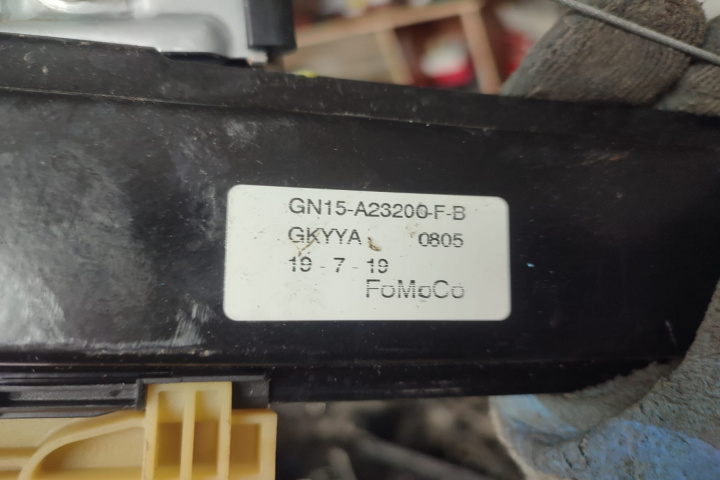 GN15-A23200-F-B
GKYYA 0805
19 - 7 - 19
FoMoCo